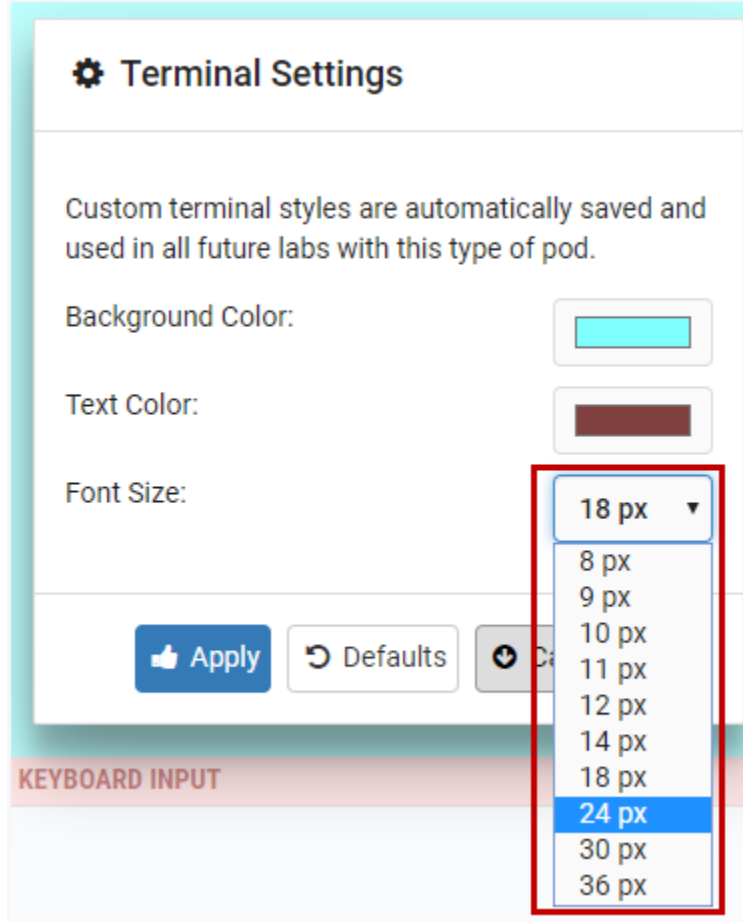 Terminal Settings
Custom terminal styles are automatically saved and
used in all future labs with this type of pod.
Background Color:
Text Color:
Font Size:
18 px
8 px
9 px
10 px
11 px
12 px
14 px
18 px
24 px
30 px
36 px
Apply
Defaults
KEYBOARD INPUT